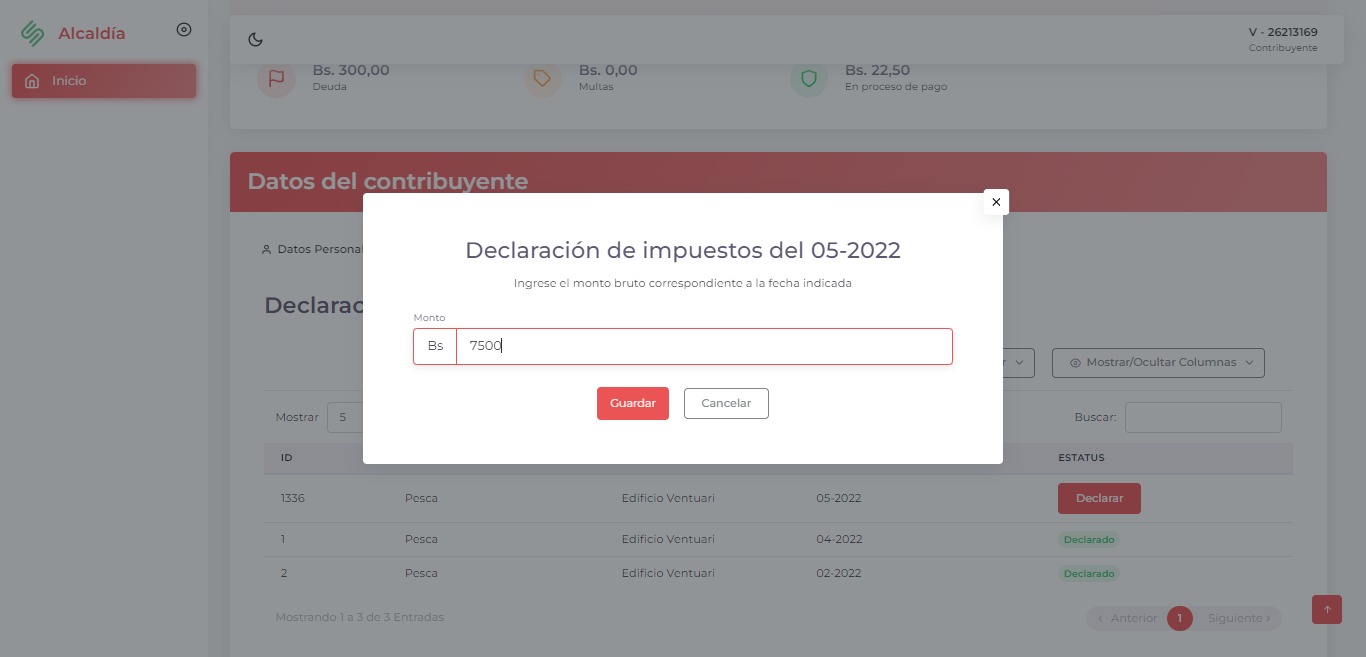 Alcaldía
Inicio
V - 26213169
Contribuyente
Bs. 300,00
Deuda
Bs. 0,00
Multas
Bs. 22,50
En proceso de pago
Datos del contribuyente
Datos Personal
Declarac
Declaración de impuestos del 05-2022
Ingrese el monto bruto correspondiente a la fecha indicada
Monto
Bs 7500
Guardar Cancelar
r Mostrar/Ocultar Columnas
Mostrar 5 Buscar:
ID ESTATUS
1336 Pesca Edificio Ventuari 05-2022 Declarar
1 Pesca Edificio Ventuari 04-2022 Declarado
2 Pesca Edificio Ventuari 02-2022 Declarado
Mostrando 1 a 3 de 3 Entradas ‹ Anterior 1 Siguiente ›